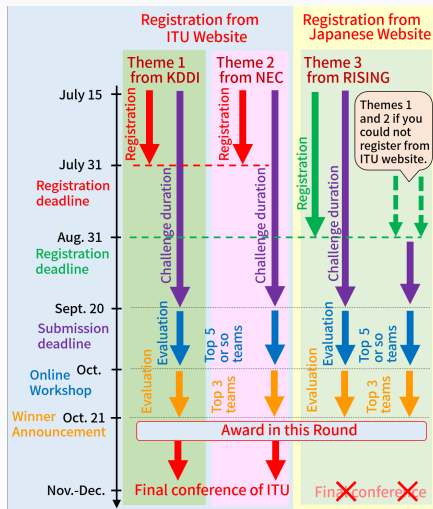 Registration from
ITU Website
Registration from
Japanese Website
Theme 1
from KDDI
Theme 2
from NEC
Theme 3
from RISING
July 15
Registration
Registration
Registration
Challenge duration
Challenge duration
Challenge duration
Themes 1
and 2 if you
could not
register from
ITU website.
July 31
Registration
deadline
Aug. 31
Registration
deadline
Sept. 20
Submission
deadline
Evaluation
Top 5
or so
teams
Evaluation
Top 5
or so
teams
Oct.
Online
Workshop
Evaluation
Top 3
teams
Evaluation
Top 3
teams
Oct. 21
Winner
Announcement
Award in this Round
Nov.-Dec.
Final conference of ITU
Final conference